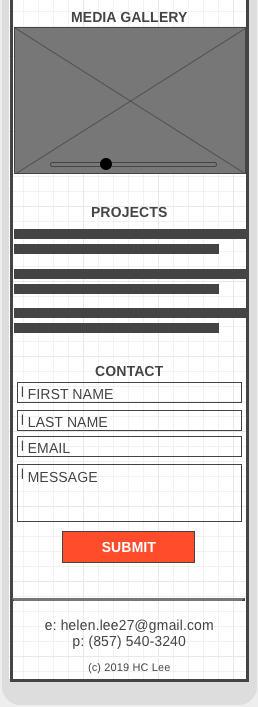 MEDIA GALLERY
PROJECTS
CONTACT
FIRST NAME
LAST NAME
EMAIL
MESSAGE
SUBMIT
e: helen.lee27@gmail.com
p: (857) 540-3240
(c) 2019 HC Lee